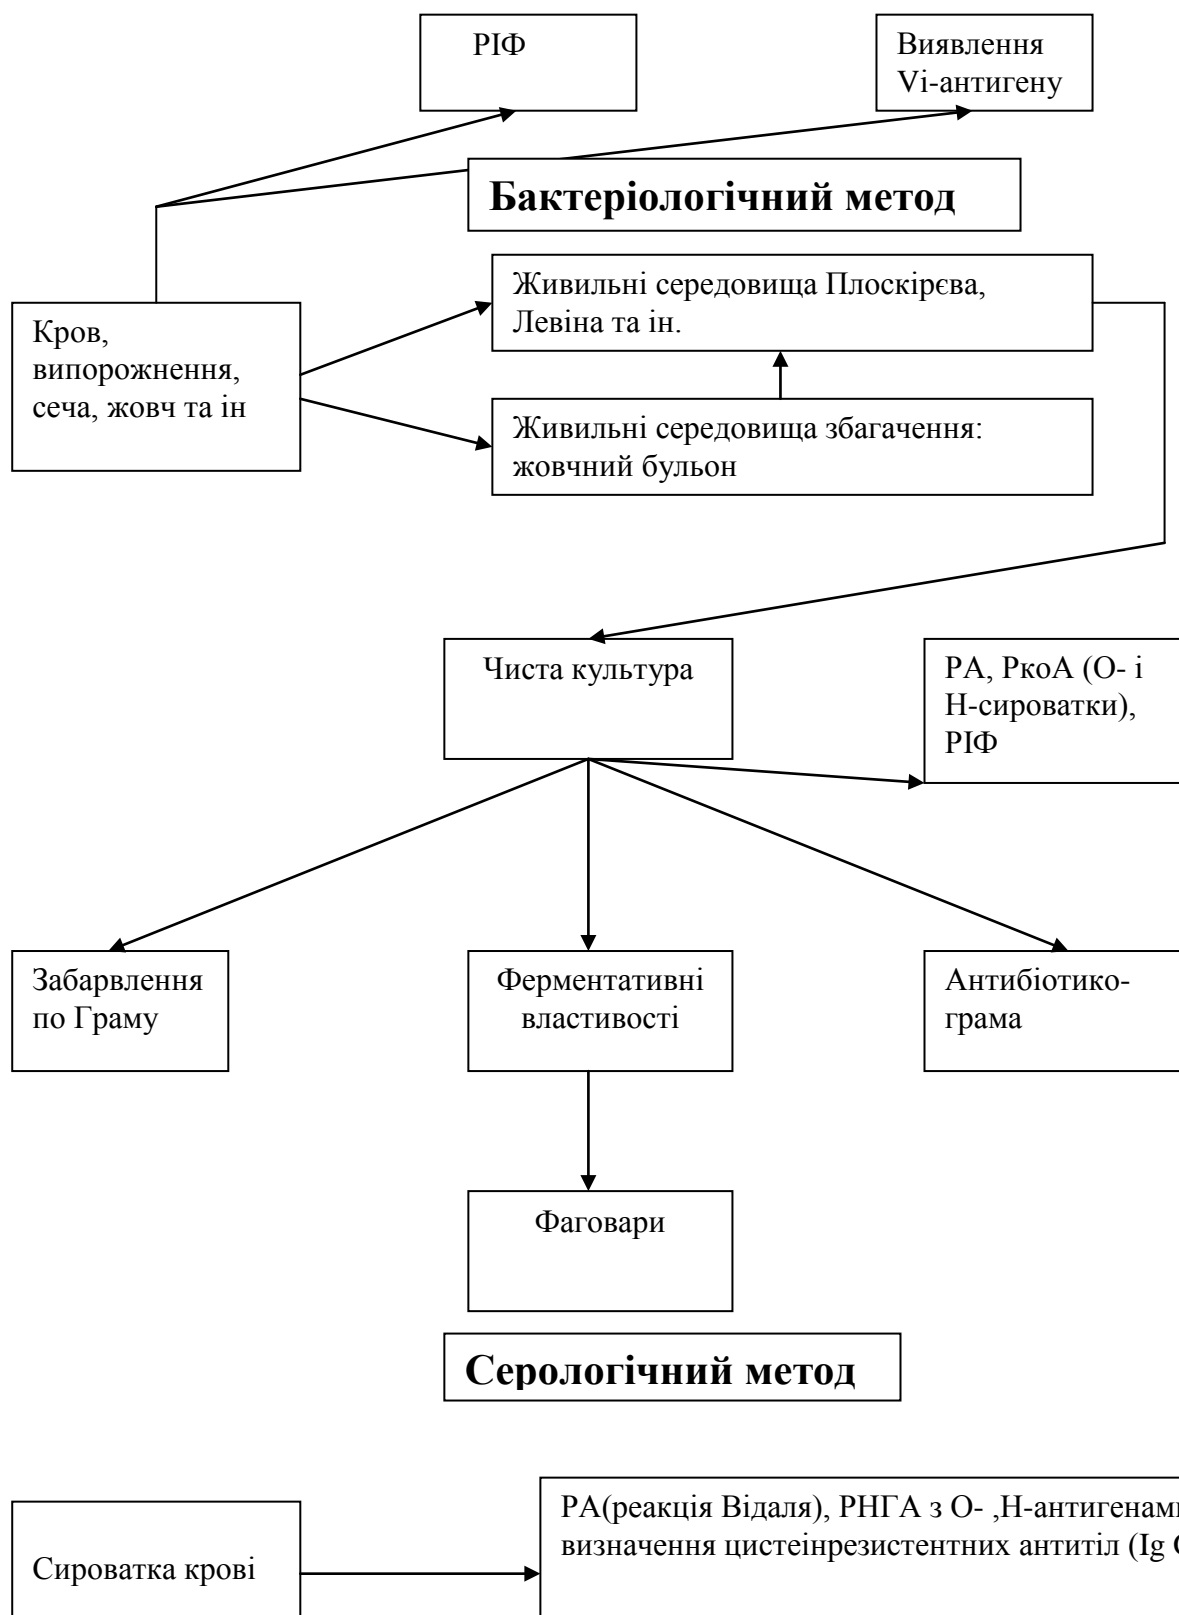 РІФ
Виявлення
Vi-антигену
Бактеріологічний метод
Живильні середовища Плоскірєва,
Левіна та ін.
Кров,
випорожнення,
сеча, жовч та ін
Живильні середовища збагачення:
жовчний бульон
Чиста культура
РА, РкоА (О- і
Н-сироватки),
РІФ
Забарвлення
по Граму
Ферментативні
властивості
Антибіотико-
грама
Фаговари
Серологічний метод
РА(реакція Відаля), РНГА з О- ,Н-антигенами
визначення цистеінрезистентних антитіл (Ig G
Сироватка крові